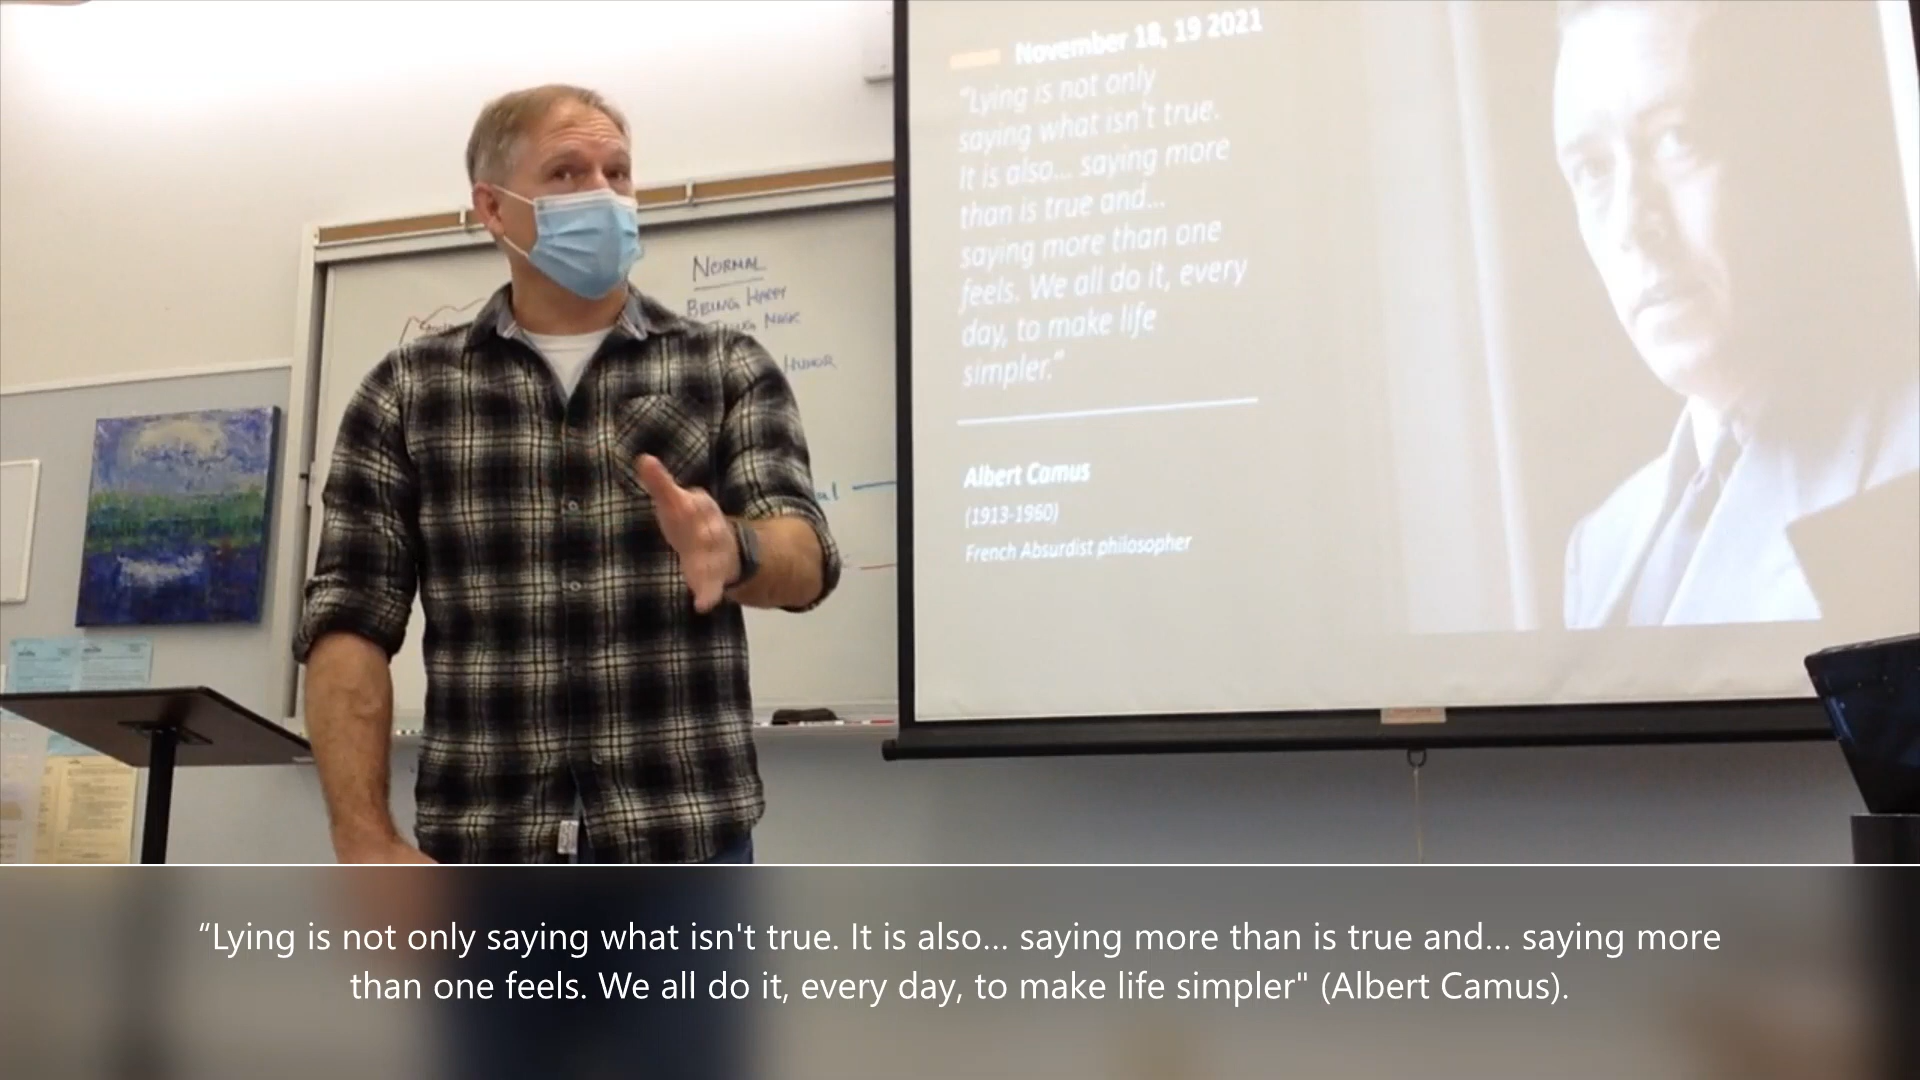 November 18, 19 2021
"Lying is not only
saying what isn't true.
It is also... saying more
than is true and...
saying more than one
feels. We all do it, every
day, to make life
simpler."
Albert Camus
(1913-1960)
French Absurdist philosopher
NORMAL
BEING HAPPY
NICE
HUMOR
“Lying is not only saying what isn't true. It is also... saying more than is true and... saying more
than one feels. We all do it, every day, to make life simpler" (Albert Camus).